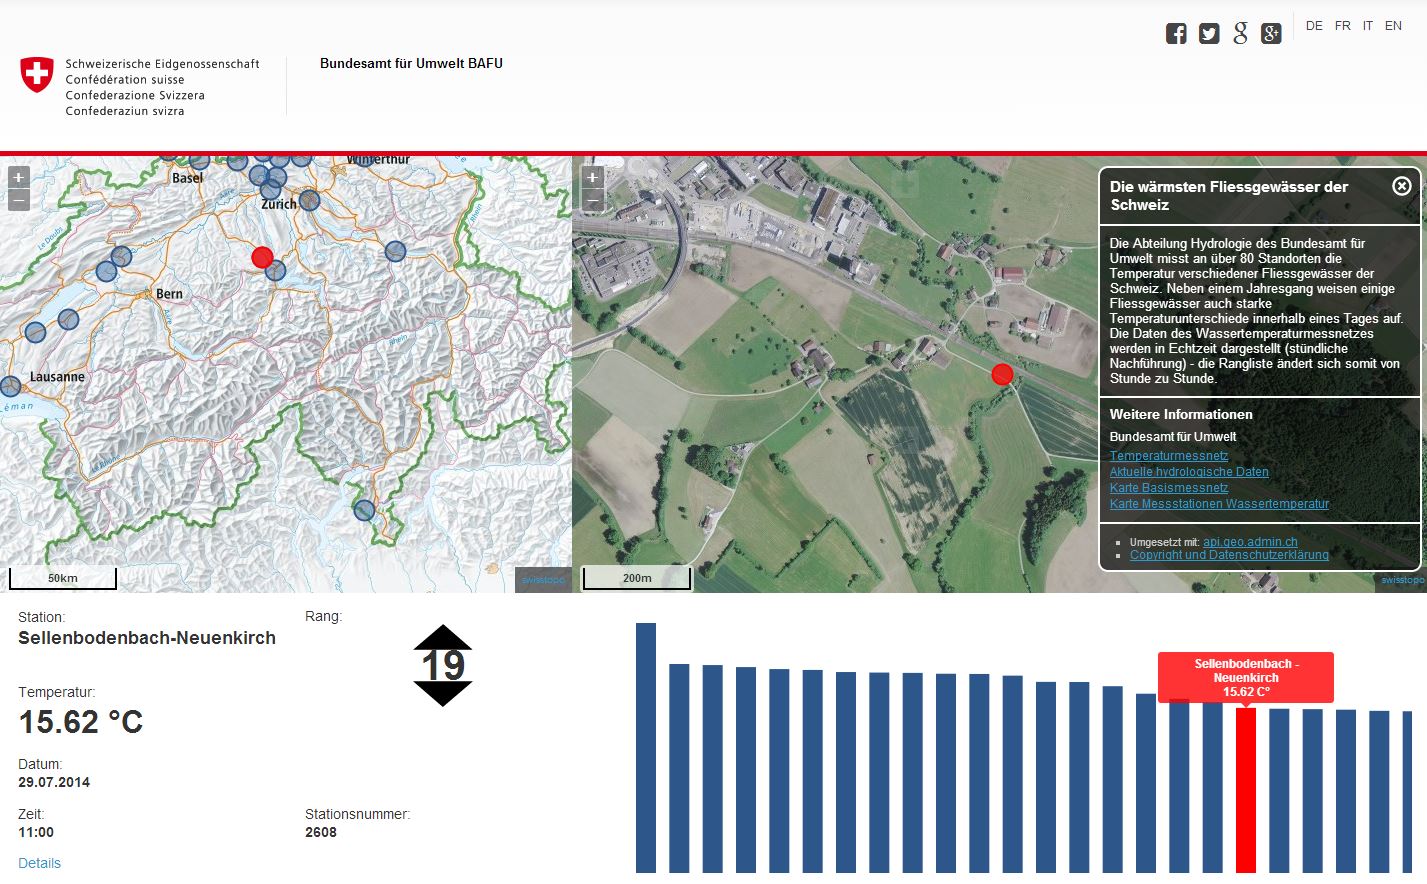 DE FR IT EN
Schweizerische Eidgenossenschaft
Confédération suisse
Confederazione Svizzera
Confederaziun svizra
Bundesamt für Umwelt BAFU
Winterthur
Basel
Zürich
Bern
Lausanne
Le Doubs
Aare
Rhein
Rhein
Léman
Le Rhône
50km
swisstopo
200m
swisstopo
Die wärmsten Fliessgewässer der
Schweiz
Die Abteilung Hydrologie des Bundesamt für
Umwelt misst an über 80 Standorten die
Temperatur verschiedener Fliessgewässer der
Schweiz. Neben einem Jahresgang weisen einige
Fliessgewässer auch starke
Temperaturunterschiede innerhalb eines Tages auf.
Die Daten des Wassertemperaturmessnetzes
werden in Echtzeit dargestellt (stündliche
Nachführung) - die Rangliste ändert sich somit von
Stunde zu Stunde.
Weitere Informationen
Bundesamt für Umwelt
Temperaturmessnetz
Aktuelle hydrologische Daten
Karte Basismessnetz
Karte Messstationen Wassertemperatur
Umgesetzt mit: api.geo.admin.ch
Copyright und Datenschutzerklärung
Station:
Sellenbodenbach-Neuenkirch
Rang:
19
Temperatur:
15.62 °C
Datum:
29.07.2014
Zeit:
11:00
Stationsnummer:
2608
Details
Sellenbodenbach -
Neuenkirch
15.62 C°